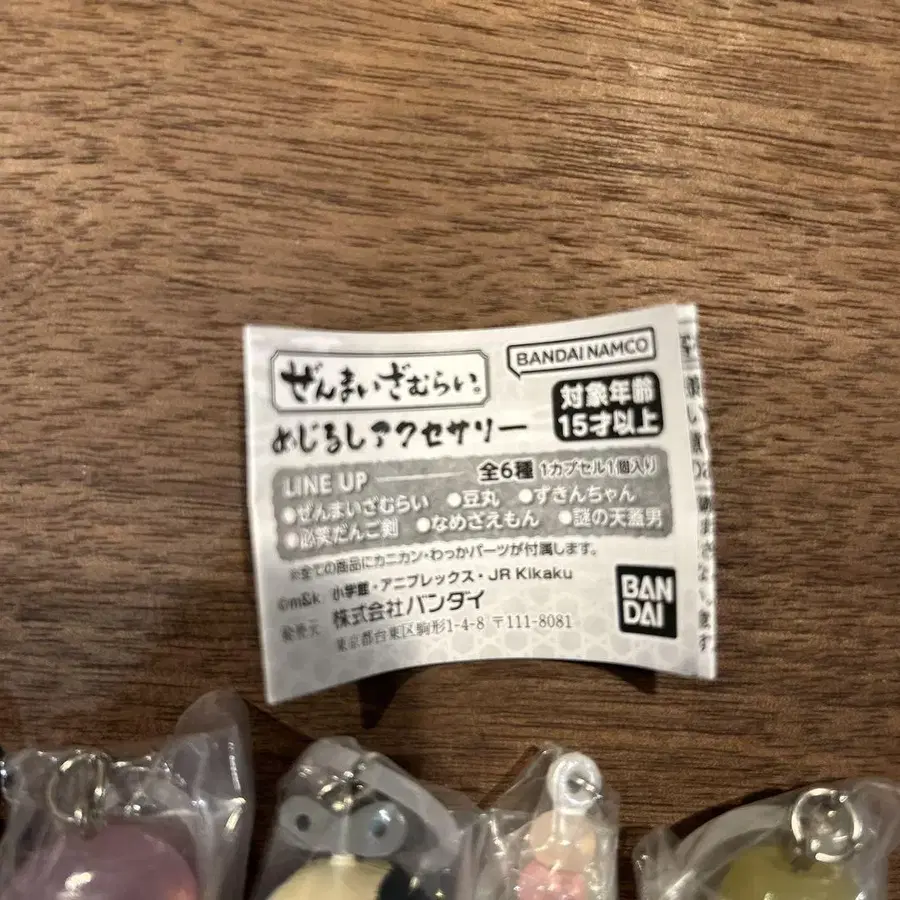 ぜんまいざむらい。
BANDAI NAMCO
めじるしアクセサリー
対象年齢
15才以上
LINE UP 全6種 1カプセル1個入り
●ぜんまいざむらい ●豆丸 ●ずきんちゃん
●必笑だんご剣 ●なめざえもん ●謎の天蓋男
※全ての商品にカニカン・わっかパーツが付属します。
©m&k 小学館・アニプレックス・JR Kikaku
発売元 株式会社バンダイ
東京都台東区駒形1-4-8 〒111-8081
BAN
DAI